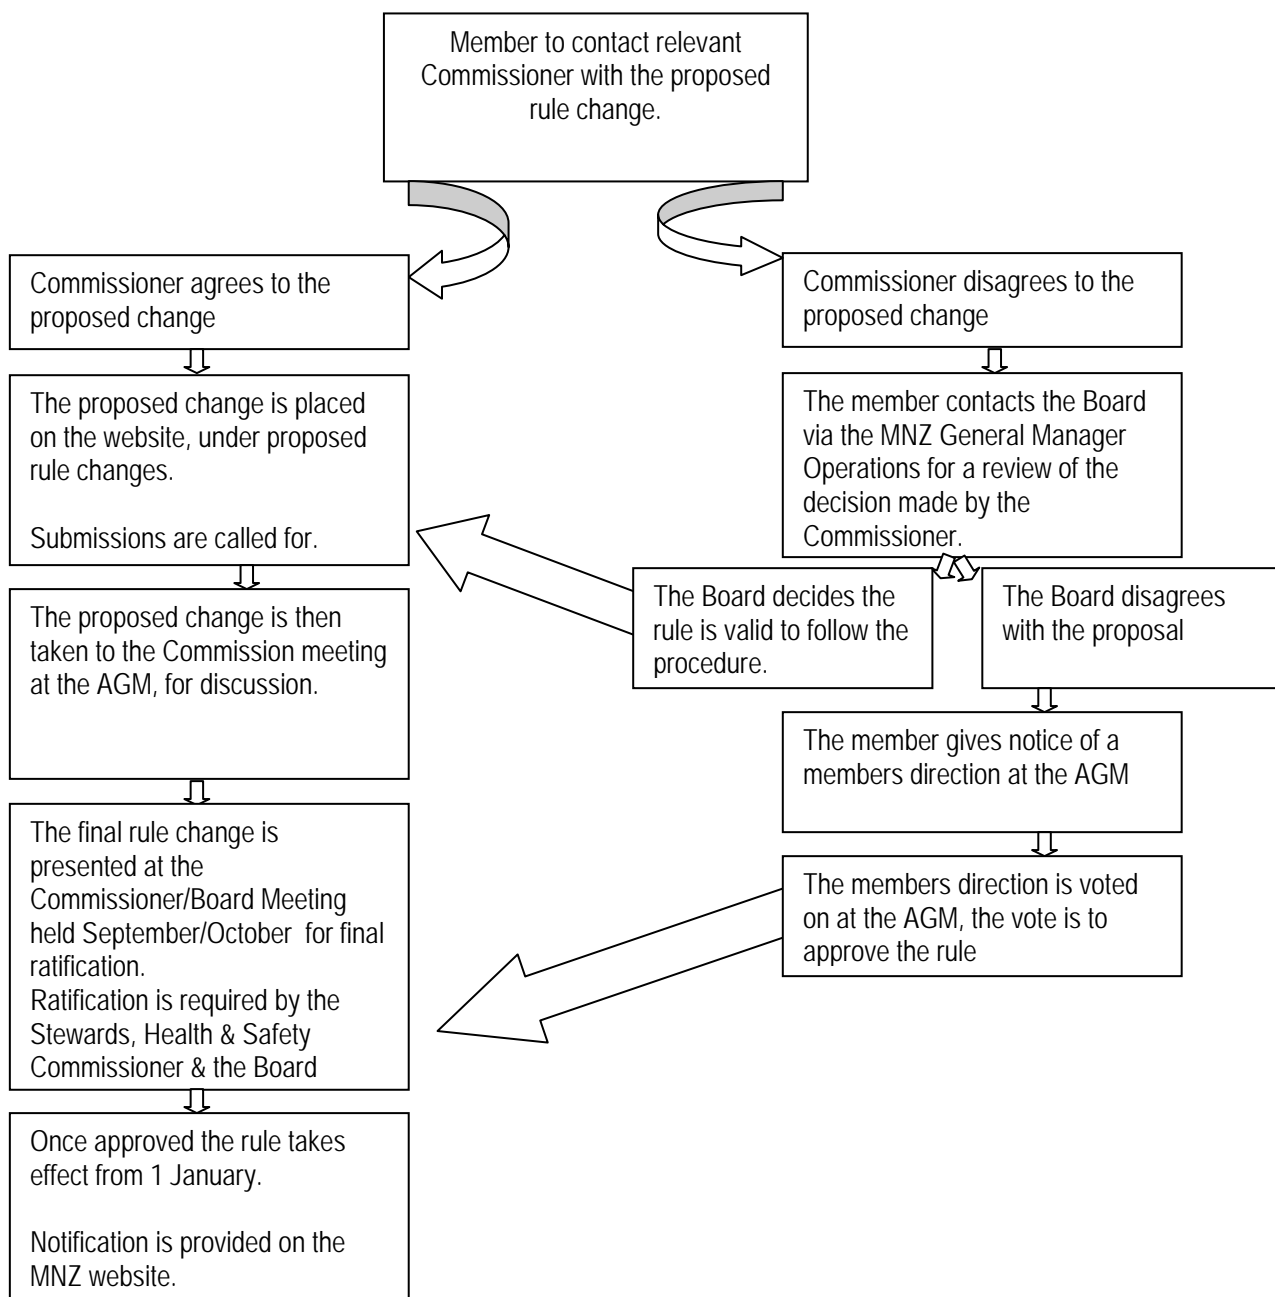 Member to contact relevant
Commissioner with the proposed
rule change.
Commissioner agrees to the
proposed change
Commissioner disagrees to the
proposed change
The proposed change is placed
on the website, under proposed
rule changes.
Submissions are called for.
The member contacts the Board
via the MNZ General Manager
Operations for a review of the
decision made by the
Commissioner.
The Board decides the
rule is valid to follow the
procedure.
The Board disagrees
with the proposal
The proposed change is then
taken to the Commission meeting
at the AGM, for discussion.
The member gives notice of a
members direction at the AGM
The members direction is voted
on at the AGM, the vote is to
approve the rule
The final rule change is
presented at the
Commissioner/Board Meeting
held September/October for final
ratification.
Ratification is required by the
Stewards, Health & Safety
Commissioner & the Board
Once approved the rule takes
effect from 1 January.
Notification is provided on the
MNZ website.